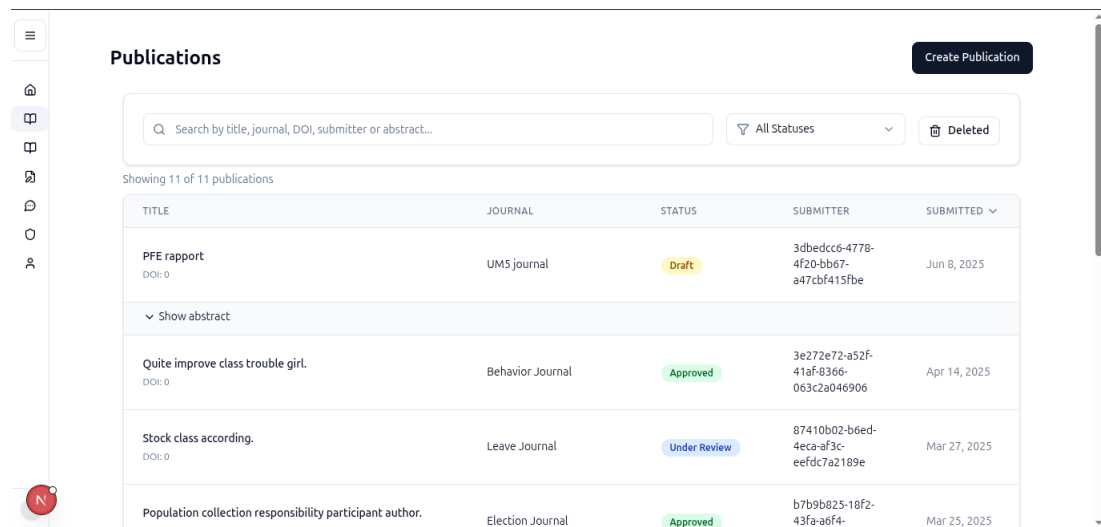 Publications
Create Publication
Search by title, journal, DOI, submitter or abstract...
All Statuses
Deleted
Showing 11 of 11 publications
TITLE JOURNAL STATUS SUBMITTER SUBMITTED
PFE rapport
DOI: 0
UM5 journal
Draft
3dbedcc6-4778-
4f20-bb67-
a47cbf415fbe
Jun 8, 2025
Show abstract
Quite improve class trouble girl.
DOI: 0
Behavior Journal
Approved
3e272e72-a52f-
41af-8366-
063c2a046906
Apr 14, 2025
Stock class according.
DOI: 0
Leave Journal
Under Review
87410b02-b6ed-
4eca-af3c-
eefdc7a2189e
Mar 27, 2025
Population collection responsibility participant author.
Election Journal
Approved
b7b9b825-18f2-
43fa-a6f4-
Mar 25, 2025
N